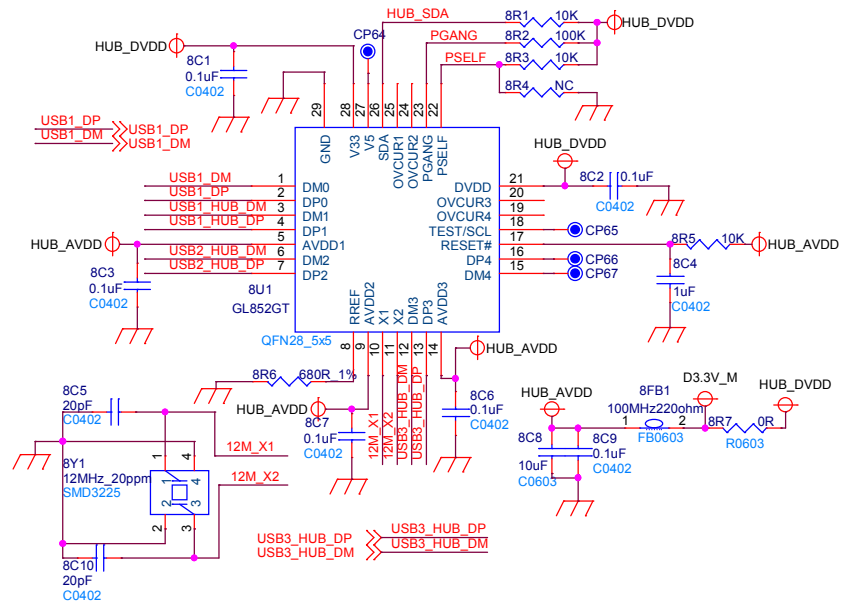 HUB_SDA
8R1 10K
HUB_DVDD
HUB_DVDD
CP64
PGANG
8R2 100K
8C1
0.1uF
C0402
PSELF
8R3 10K
8R4 NC
29 28 27 26 25 24 23 22
GND V33 V5 SDA OVCUR1 OVCUR2 PGANG PSELF
USB1_DP USB1_DP
USB1_DM USB1_DM
HUB_DVDD
8C2 0.1uF
C0402
USB1_DM 1 DM0
USB1_DP 2 DP0
USB1_HUB_DM 3 DM1
USB1_HUB_DP 4 DP1
HUB_AVDD 5 AVDD1
USB2_HUB_DM 6 DM2
USB2_HUB_DP 7 DP2
DVDD 21
OVCUR3 20
OVCUR4 19
TEST/SCL 18 CP65
RESET# 17
DP4 16 CP66
DM4 15 CP67
8R5 10K
HUB_AVDD
8C3
0.1uF
C0402
8C4
1uF
C0402
8U1
GL852GT
QFN28_5x5
RREF AVDD2 X1 X2 DM3 DP3 AVDD3
8 9 10 11 12 13 14
HUB_AVDD
8R6 680R_1%
HUB_AVDD
8C7
0.1uF
C0402
12M_X1
12M_X2
USB3_HUB_DM
USB3_HUB_DP
8C6
0.1uF
C0402
8C5
20pF
C0402
12M_X1
1 4
8Y1
12MHz_20ppm
SMD3225
1 4
2 3
12M_X2
2 3
8C10
20pF
C0402
USB3_HUB_DP USB3_HUB_DP
USB3_HUB_DM USB3_HUB_DM
HUB_AVDD
8FB1
100MHz220ohm
1 2
FB0603
D3.3V_M
HUB_DVDD
8R7 0R
R0603
8C8
10uF
C0603
8C9
0.1uF
C0402